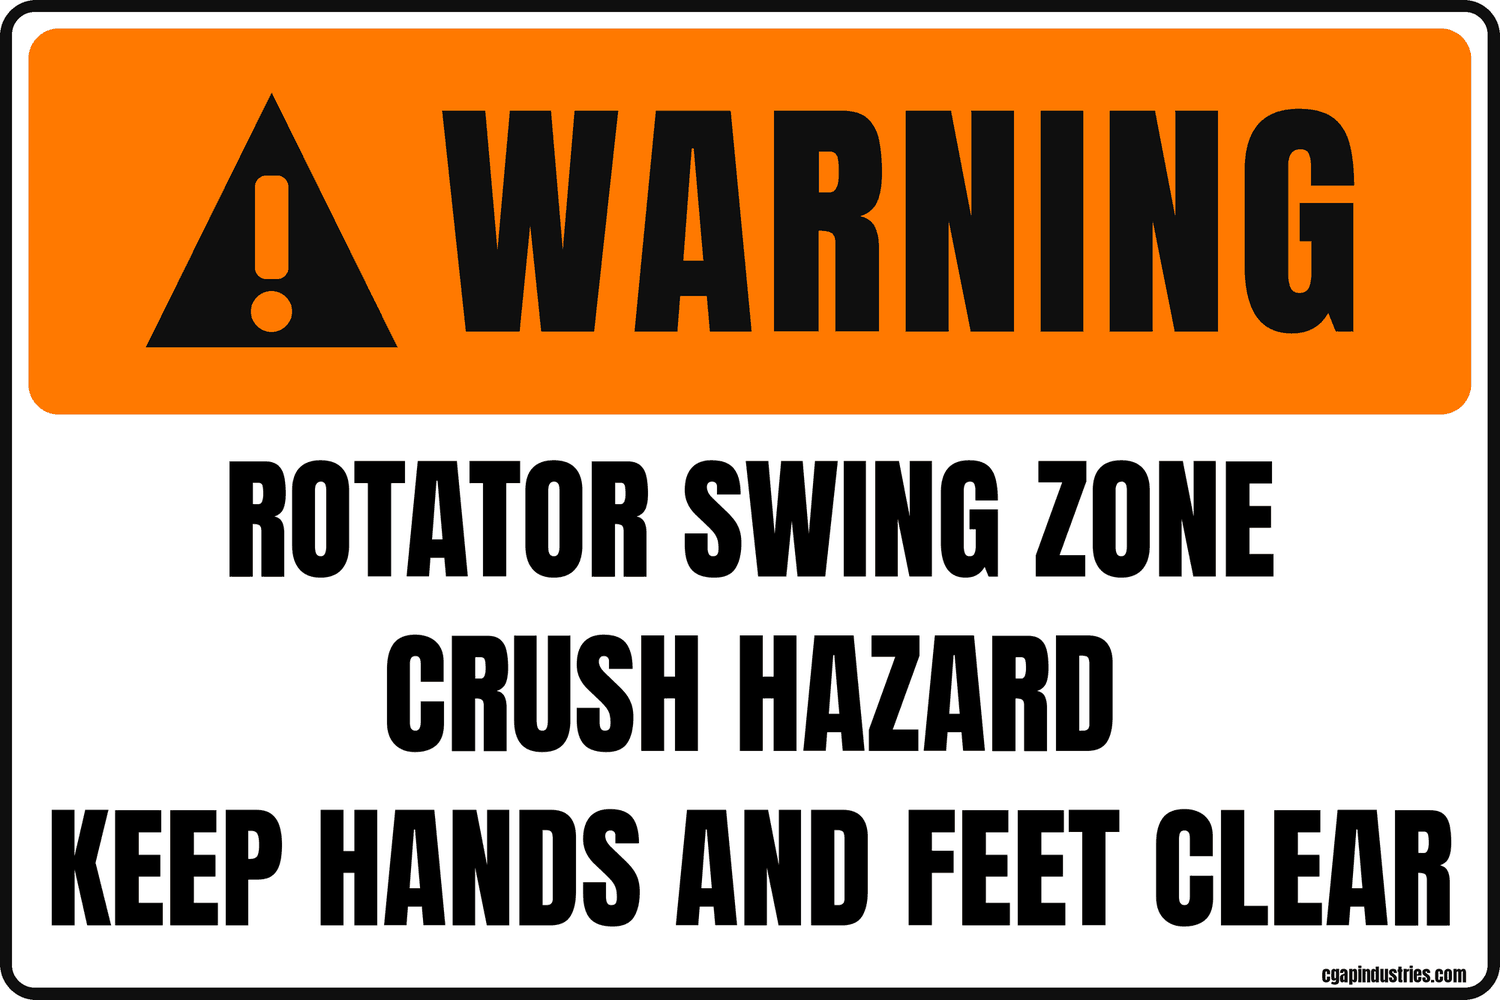 WARNING
ROTATOR SWING ZONE
CRUSH HAZARD
KEEP HANDS AND FEET CLEAR
cgapindustries.com